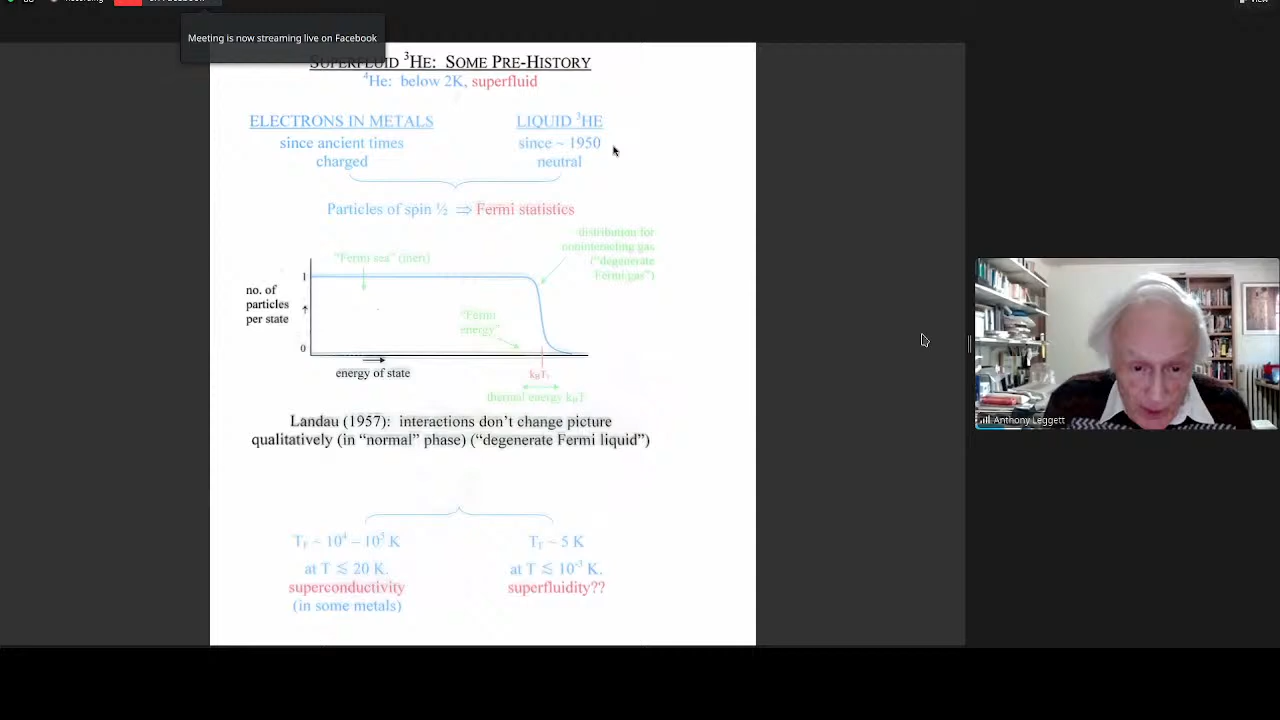 Recording
View
Meeting is now streaming live on Facebook
SUPERFLUID ³HE: SOME PRE-HISTORY
⁴He: below 2K, superfluid
ELECTRONS IN METALS
since ancient times
charged
LIQUID ³HE
since ~ 1950
neutral
Particles of spin ½ ⇒ Fermi statistics
distribution for
noninteracting gas
("degenerate
Fermi gas")
"Fermi sea" (inert)
1
no. of
particles
per state
↑
0
"Fermi
energy"
→
energy of state
k_BT_F
thermal energy k_BT
Landau (1957): interactions don't change picture
qualitatively (in "normal" phase) ("degenerate Fermi liquid")
T_F ~ 10⁴ – 10⁵ K
at T ≲ 20 K.
superconductivity
(in some metals)
T_F ~ 5 K
at T ≲ 10⁻³ K.
superfluidity??
Anthony Leggett